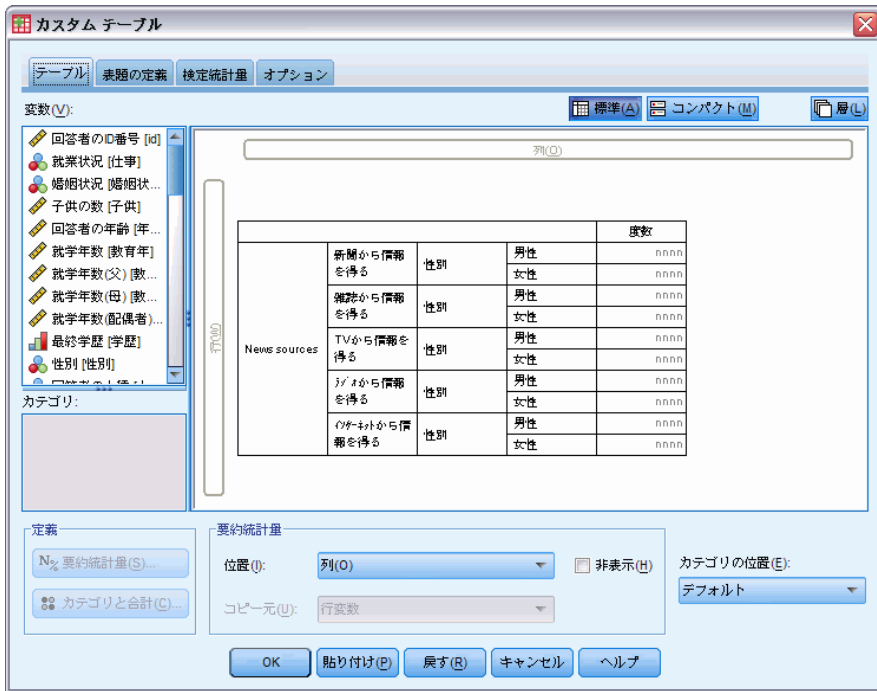 カスタム テーブル
テーブル 表題の定義 検定統計量 オプション
変数(V):
標準(A) コンパクト(M) 層(L)
回答者のID番号 [id]
就業状況 [仕事]
婚姻状況 [婚姻状...
子供の数 [子供]
回答者の年齢 [年...
就学年数 [教育年]
就学年数(父) [教...
就学年数(母) [教...
就学年数(配偶者)...
最終学歴 [学歴]
性別 [性別]
カテゴリ:
列(O)
行(W)
度数
News sources
新聞から情報を得る 性別 男性 nnnn
女性 nnnn
雑誌から情報を得る 性別 男性 nnnn
女性 nnnn
TVから情報を得る 性別 男性 nnnn
女性 nnnn
ラジオから情報を得る 性別 男性 nnnn
女性 nnnn
インターネットから情報を得る 性別 男性 nnnn
女性 nnnn
定義
N% 要約統計量(S)...
カテゴリと合計(C)...
要約統計量
位置(I): 列(O) 非表示(H)
コピー元(U): 行変数
カテゴリの位置(E):
デフォルト
OK 貼り付け(P) 戻す(R) キャンセル ヘルプ